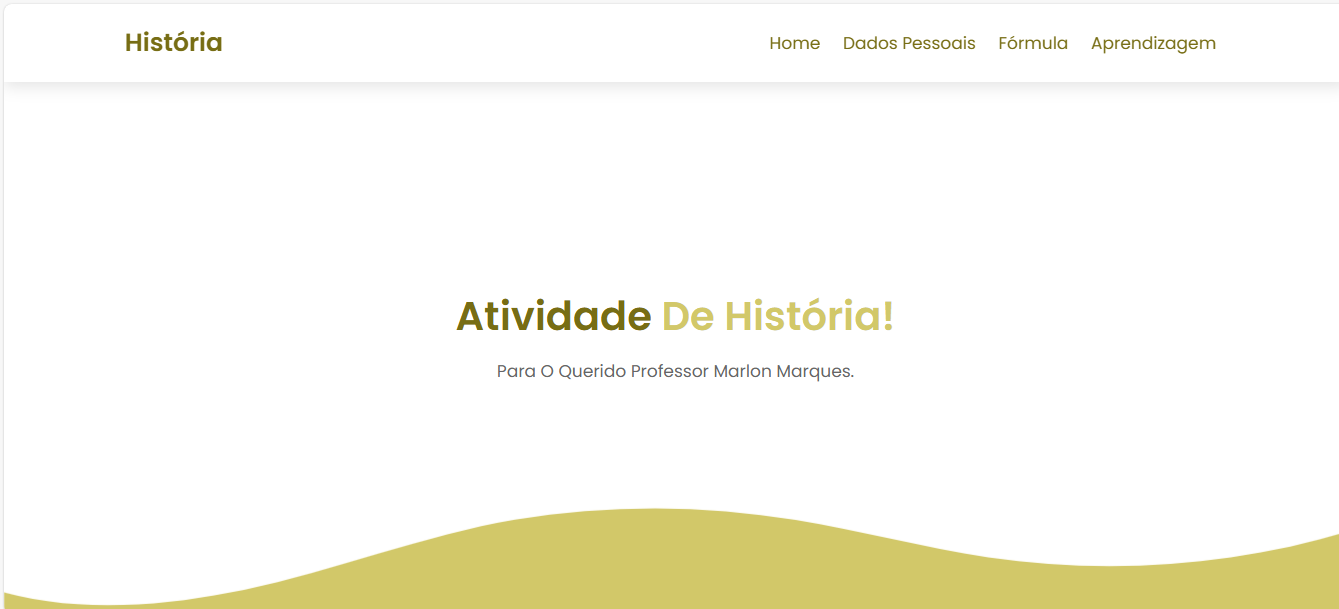 História
Home Dados Pessoais Fórmula Aprendizagem
Atividade De História!
Para O Querido Professor Marlon Marques.